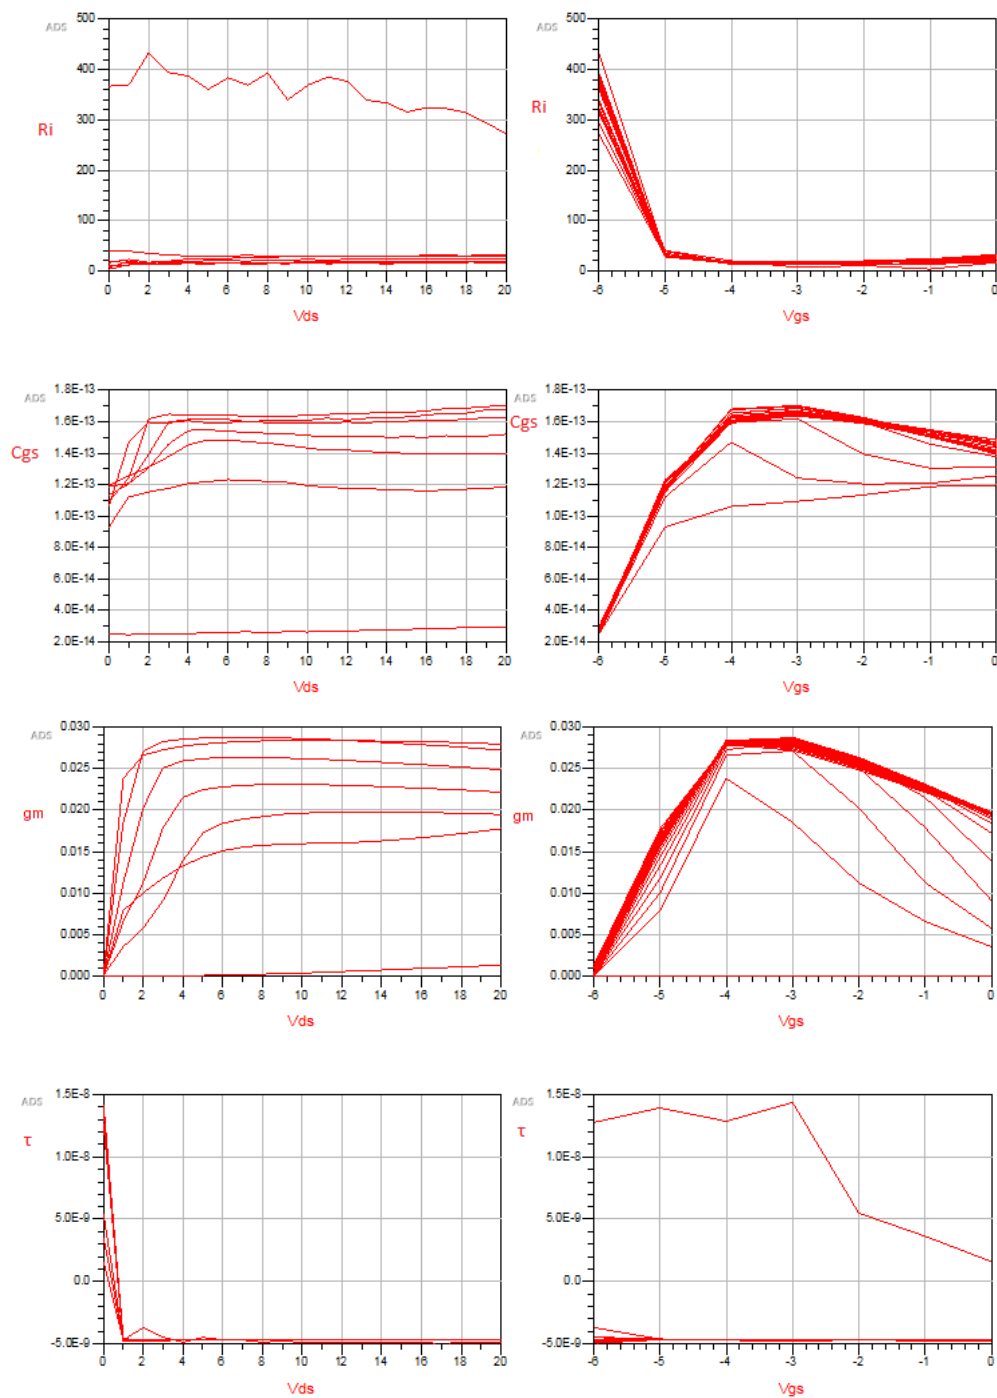 ADS
500
400
300
200
100
0
Ri
0 2 4 6 8 10 12 14 16 18 20
Vds
ADS
500
400
300
200
100
0
Ri
-6 -5 -4 -3 -2 -1 0
Vgs
ADS
1.8E-13
1.6E-13
1.4E-13
1.2E-13
1.0E-13
8.0E-14
6.0E-14
4.0E-14
2.0E-14
Cgs
0 2 4 6 8 10 12 14 16 18 20
Vds
ADS
1.8E-13
1.6E-13
1.4E-13
1.2E-13
1.0E-13
8.0E-14
6.0E-14
4.0E-14
2.0E-14
Cgs
-6 -5 -4 -3 -2 -1 0
Vgs
ADS
0.030
0.025
0.020
0.015
0.010
0.005
0.000
gm
0 2 4 6 8 10 12 14 16 18 20
Vds
ADS
0.030
0.025
0.020
0.015
0.010
0.005
0.000
gm
-6 -5 -4 -3 -2 -1 0
Vgs
ADS
1.5E-8
1.0E-8
5.0E-9
0.0
-5.0E-9
τ
0 2 4 6 8 10 12 14 16 18 20
Vds
ADS
1.5E-8
1.0E-8
5.0E-9
0.0
-5.0E-9
τ
-6 -5 -4 -3 -2 -1 0
Vgs